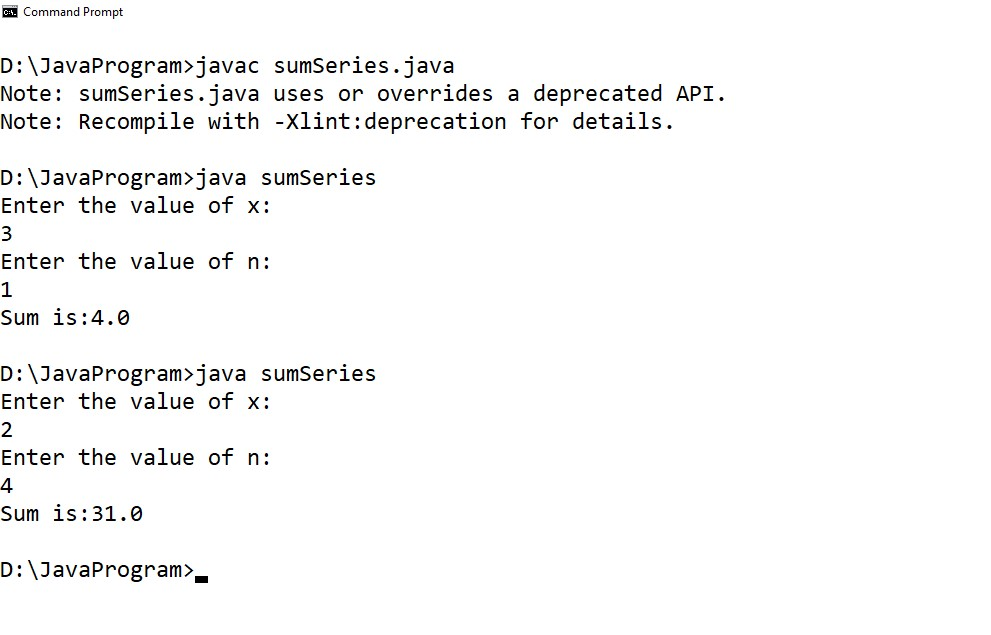 Command Prompt
D:\JavaProgram>javac sumSeries.java
Note: sumSeries.java uses or overrides a deprecated API.
Note: Recompile with -Xlint:deprecation for details.
D:\JavaProgram>java sumSeries
Enter the value of x:
3
Enter the value of n:
1
Sum is:4.0
D:\JavaProgram>java sumSeries
Enter the value of x:
2
Enter the value of n:
4
Sum is:31.0
D:\JavaProgram>